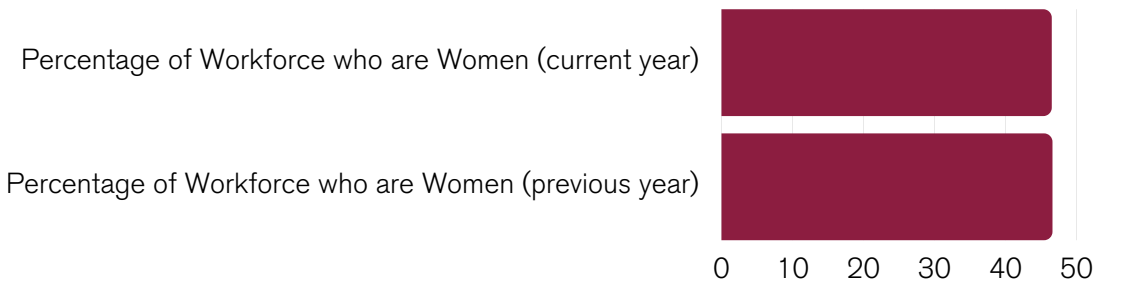 Percentage of Workforce who are Women (current year)
Percentage of Workforce who are Women (previous year)
0 10 20 30 40 50